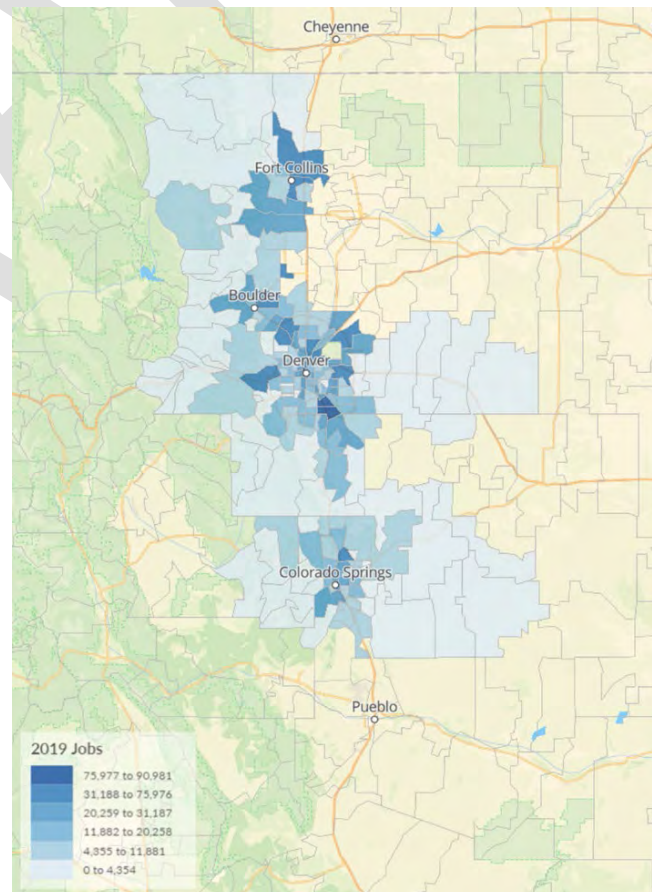 Cheyenne
Fort Collins
Boulder
Denver
Colorado Springs
Pueblo
2019 Jobs
75,977 to 90,981
31,188 to 75,976
20,259 to 31,187
11,882 to 20,258
4,355 to 11,881
0 to 4,354